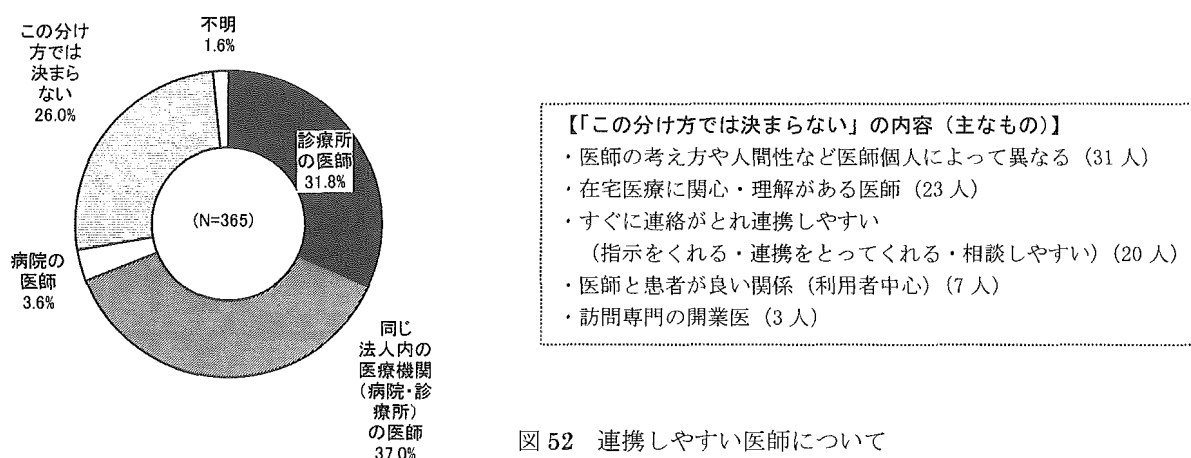 不明
1.6%
この分け
方では
決まら
ない
26.0%
診療所
の医師
31.8%
(N=365)
病院の
医師
3.6%
同じ
法人内の
医療機関
(病院・診
療所)
の医師
37.0%
【「この分け方では決まらない」の内容（主なもの）】
・医師の考え方や人間性など医師個人によって異なる（31 人）
・在宅医療に関心・理解がある医師（23 人）
・すぐに連絡がとれ連携しやすい
（指示をくれる・連携をとってくれる・相談しやすい）（20 人）
・医師と患者が良い関係（利用者中心）（7 人）
・訪問専門の開業医（3 人）
図 52 連携しやすい医師について